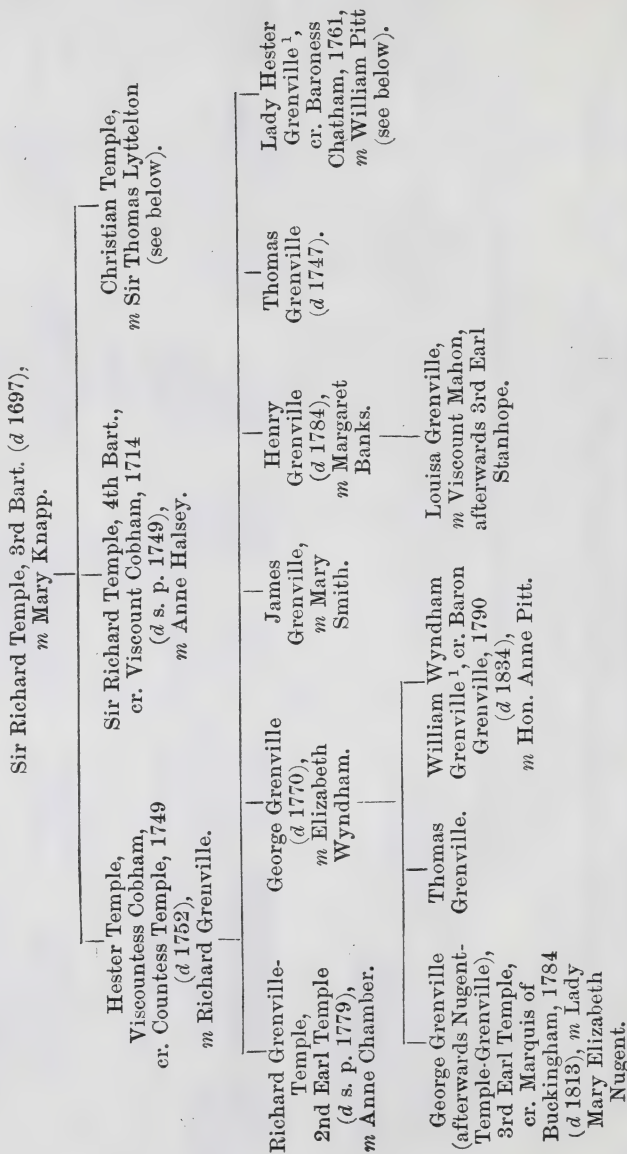 Sir Richard Temple, 3rd Bart. (d 1697),
m Mary Knapp.
Hester Temple,
Viscountess Cobham,
cr. Countess Temple, 1749
(d 1752),
m Richard Grenville.
Sir Richard Temple, 4th Bart.,
cr. Viscount Cobham, 1714
(d s. p. 1749),
m Anne Halsey.
Christian Temple,
m Sir Thomas Lyttelton
(see below).
Richard Grenville-
Temple,
2nd Earl Temple
(d s. p. 1779),
m Anne Chamber.
George Grenville
(d 1770),
m Elizabeth
Wyndham.
James
Grenville,
m Mary
Smith.
Henry
Grenville
(d 1784),
m Margaret
Banks.
Thomas
Grenville
(d 1747).
Lady Hester
Grenville¹,
cr. Baroness
Chatham, 1761,
m William Pitt
(see below).
George Grenville
(afterwards Nugent-
Temple-Grenville),
3rd Earl Temple,
cr. Marquis of
Buckingham, 1784
(d 1813), m Lady
Mary Elizabeth
Nugent.
Thomas
Grenville.
William Wyndham
Grenville¹, cr. Baron
Grenville, 1790
(d 1834),
m Hon. Anne Pitt.
Louisa Grenville,
m Viscount Mahon,
afterwards 3rd Earl
Stanhope.